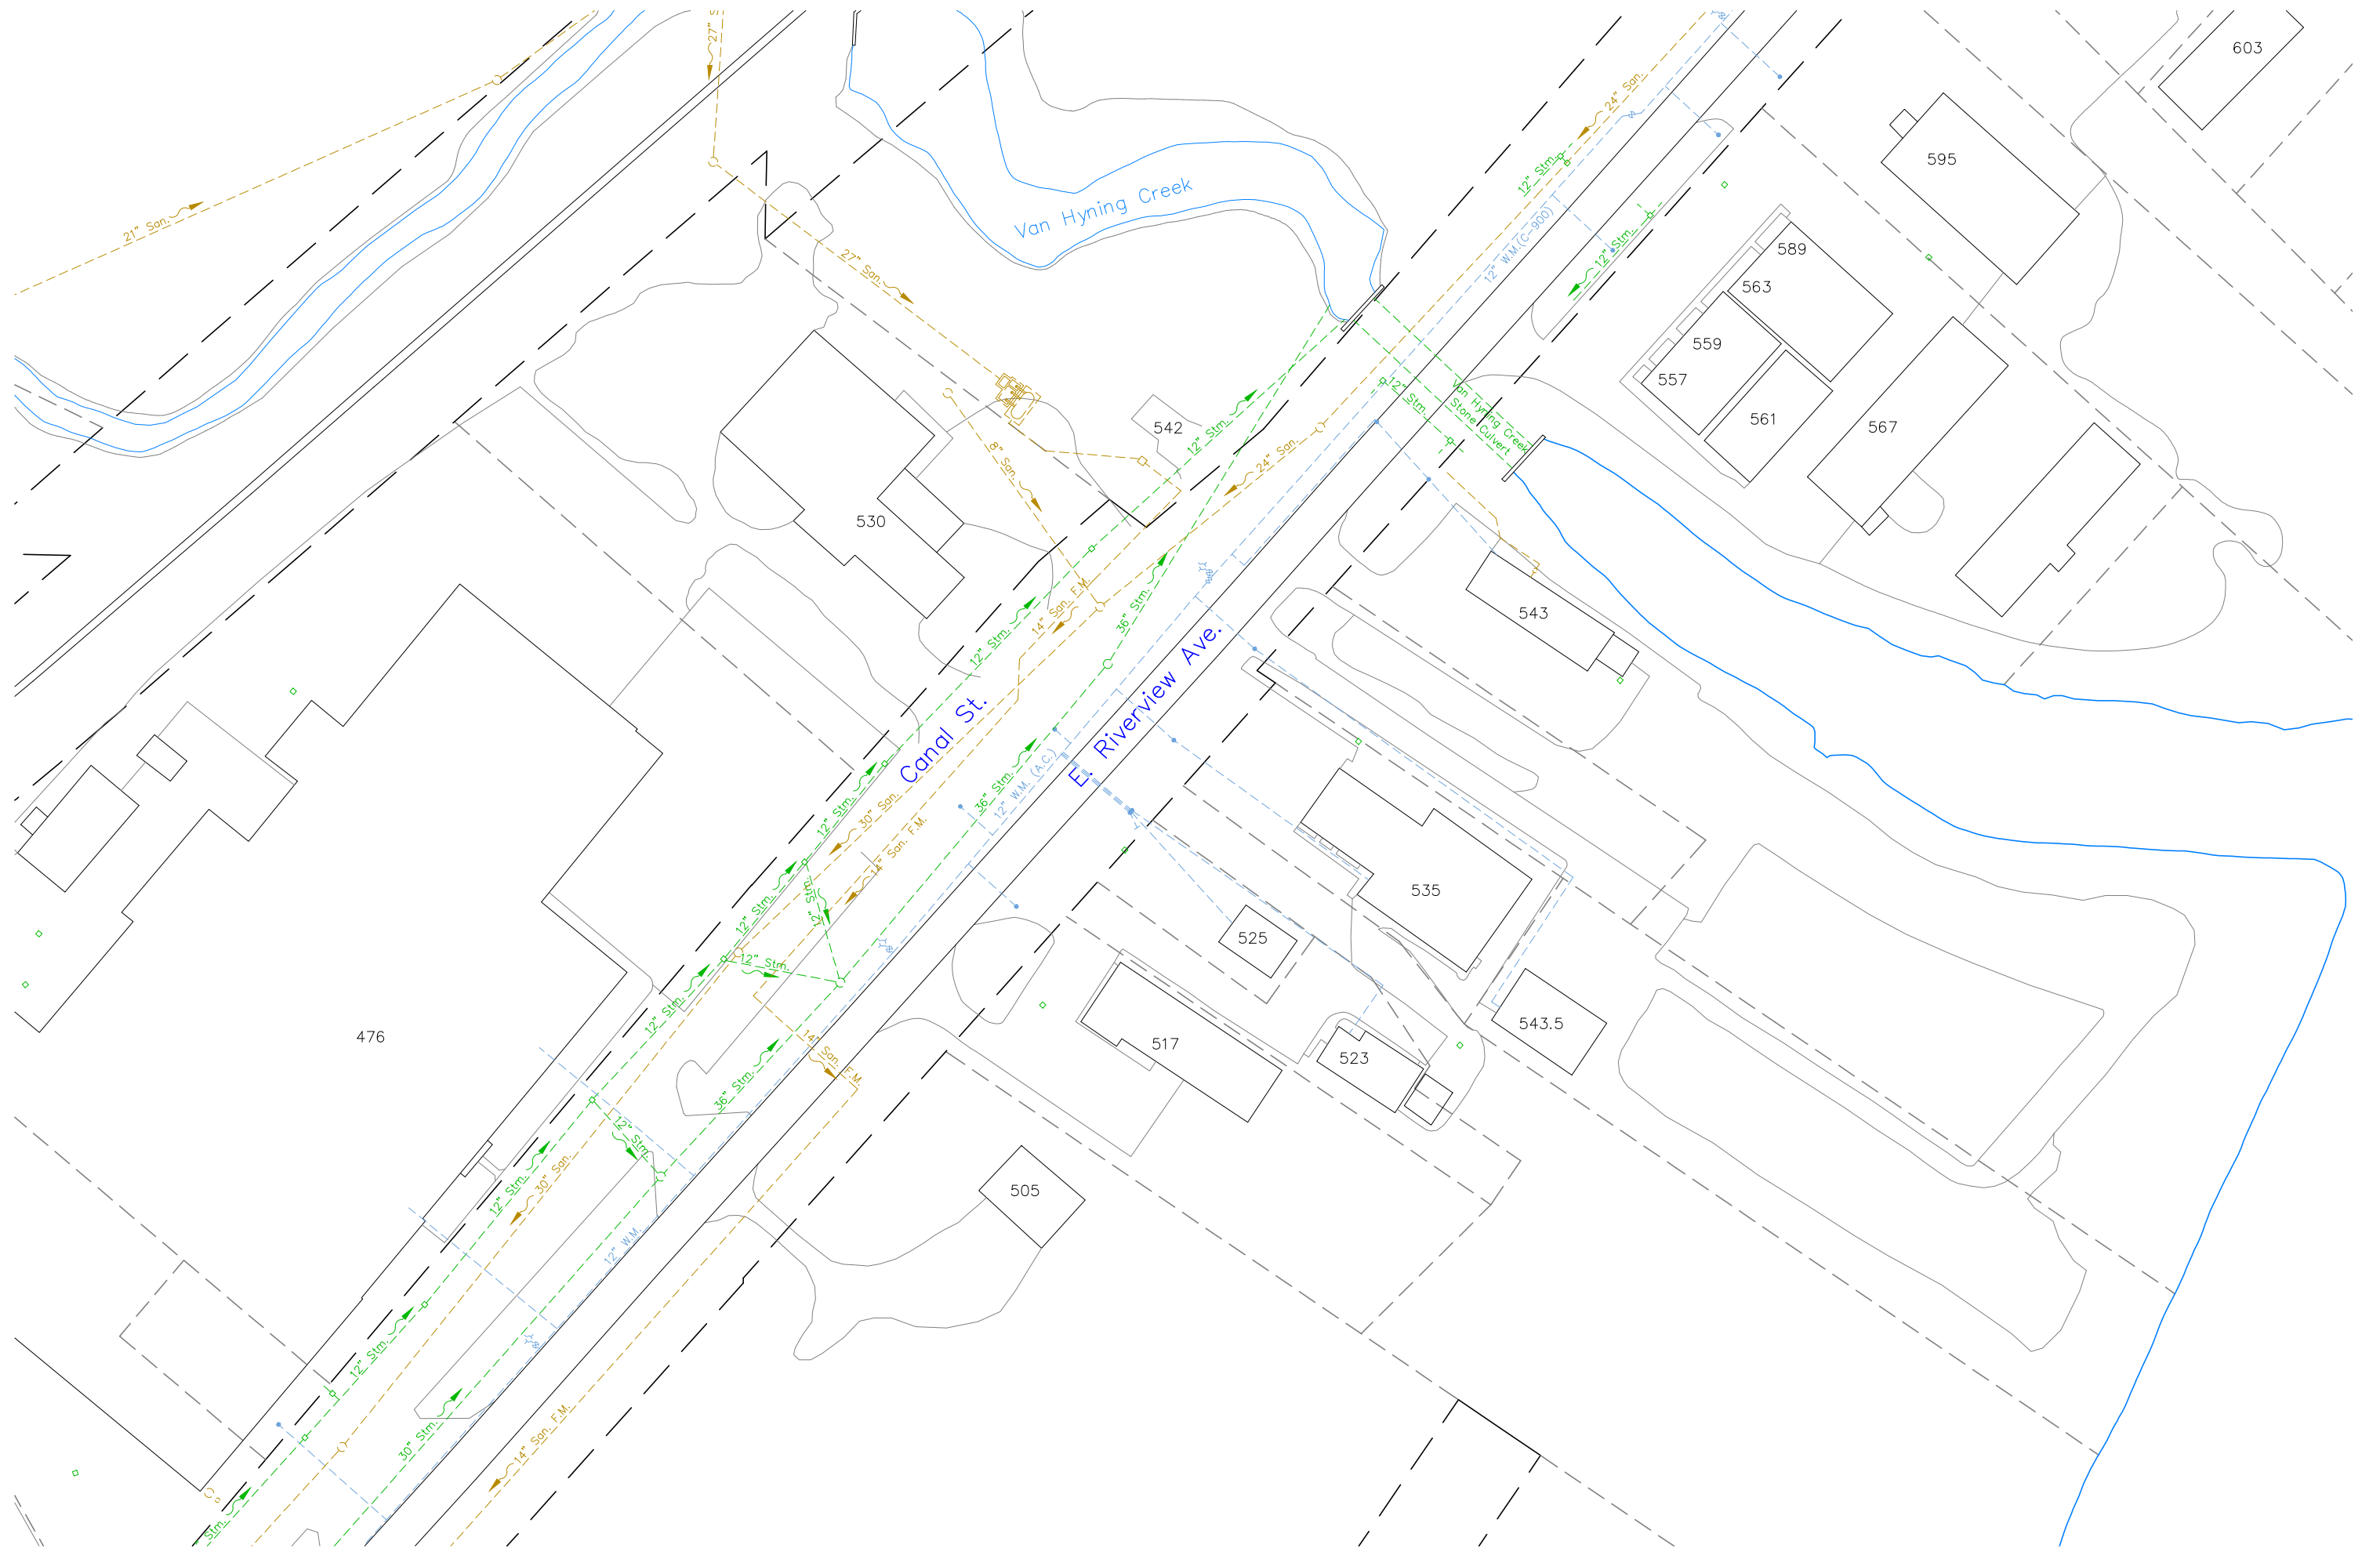 27" S
603
24" San.
595
12" Stm.
21" San.
Van Hyning Creek
12" W.M.(C-900)
12" Stm.
589
27" San.
563
559
557
561
567
12" Stm.
Van Hyning Creek
Stone Culvert
542
12" Stm.
8" San.
24" San.
530
543
14" San. F.M.
36" Stm.
12" Stm.
Canal St.
E. Riverview Ave.
36" Stm.
12" W.M. (A.C.)
30" San.
12" Stm.
14" San. F.M.
535
12" Stm.
12" Stm.
525
12" Stm.
12" Stm.
543.5
476
517
523
14" San. F.M.
36" Stm.
12" Stm.
505
30" San.
12" Stm.
12" W.M.
12" Stm.
30" Stm.
14" San. F.M.
Stm.